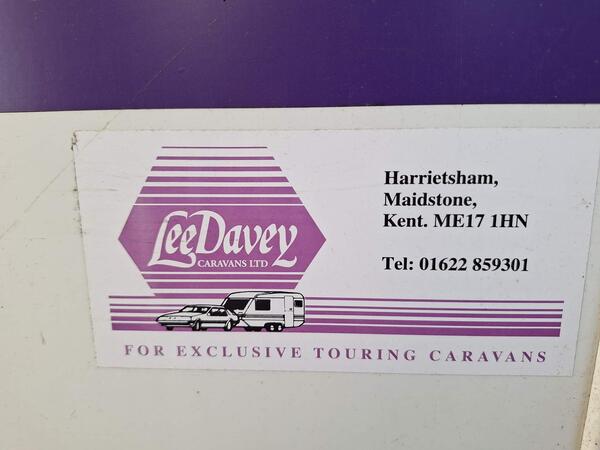 LeeDavey
CARAVANS LTD
Harrietsham,
Maidstone,
Kent. ME17 1HN
Tel: 01622 859301
FOR EXCLUSIVE TOURING CARAVANS